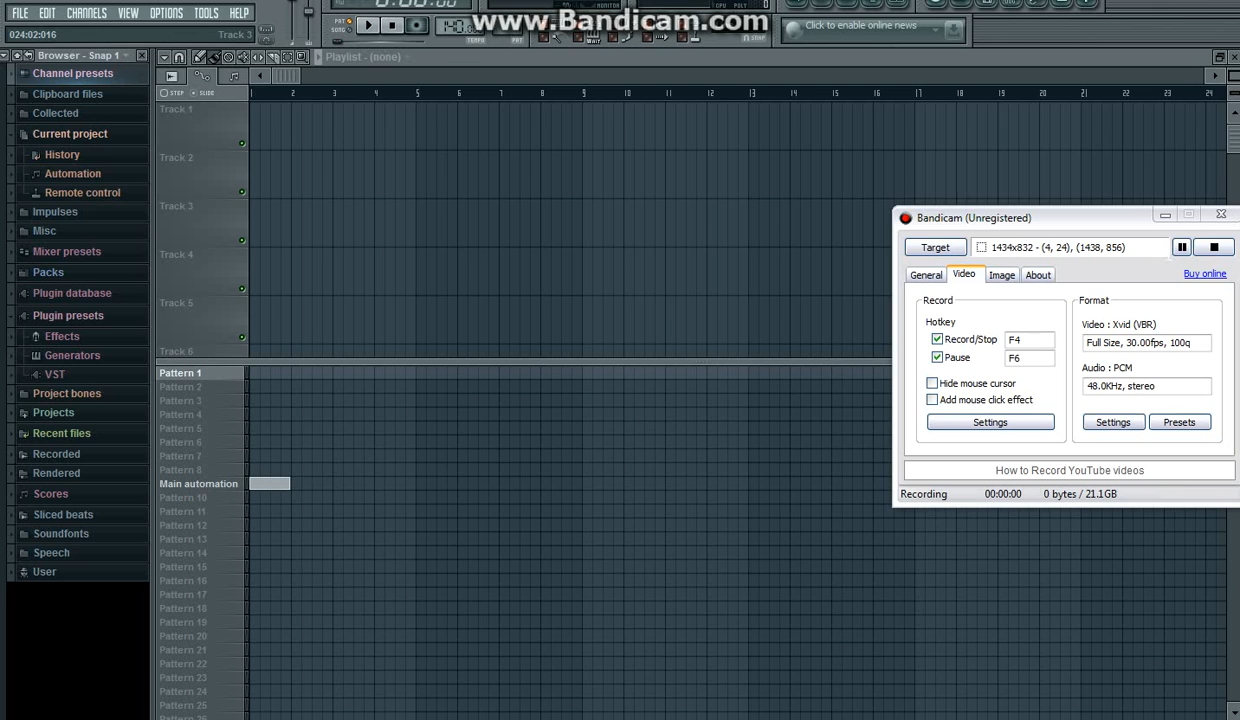 FILE EDIT CHANNELS VIEW OPTIONS TOOLS HELP
www.Bandicam.com
MONITOR
CPU POLY
024:02:016 Track 3
PAT
SONG
TEMPO
PAT
Click to enable online news
Browser - Snap 1
Playlist - (none)
Channel presets
Clipboard files
Collected
Current project
History
Automation
Remote control
Impulses
Misc
Mixer presets
Packs
Plugin database
Plugin presets
Effects
Generators
VST
Project bones
Projects
Recent files
Recorded
Rendered
Scores
Sliced beats
Soundfonts
Speech
User
STEP SLIDE
1 2 3 4 5 6 7 8 9 10 11 12 13 14 15 16 17 18 19 20 21 22 23 24
Track 1
Track 2
Track 3
Track 4
Track 5
Track 6
Pattern 1
Pattern 2
Pattern 3
Pattern 4
Pattern 5
Pattern 6
Pattern 7
Pattern 8
Main automation
Pattern 10
Pattern 11
Pattern 12
Pattern 13
Pattern 14
Pattern 15
Pattern 16
Pattern 17
Pattern 18
Pattern 19
Pattern 20
Pattern 21
Pattern 22
Pattern 23
Pattern 24
Pattern 25
Bandicam (Unregistered)
Target 1434x832 - (4, 24), (1438, 856)
General Video Image About Buy online
Record
Hotkey
Record/Stop F4
Pause F6
Hide mouse cursor
Add mouse click effect
Settings
Format
Video : Xvid (VBR)
Full Size, 30.00fps, 100q
Audio : PCM
48.0KHz, stereo
Settings Presets
How to Record YouTube videos
Recording 00:00:00 0 bytes / 21.1GB